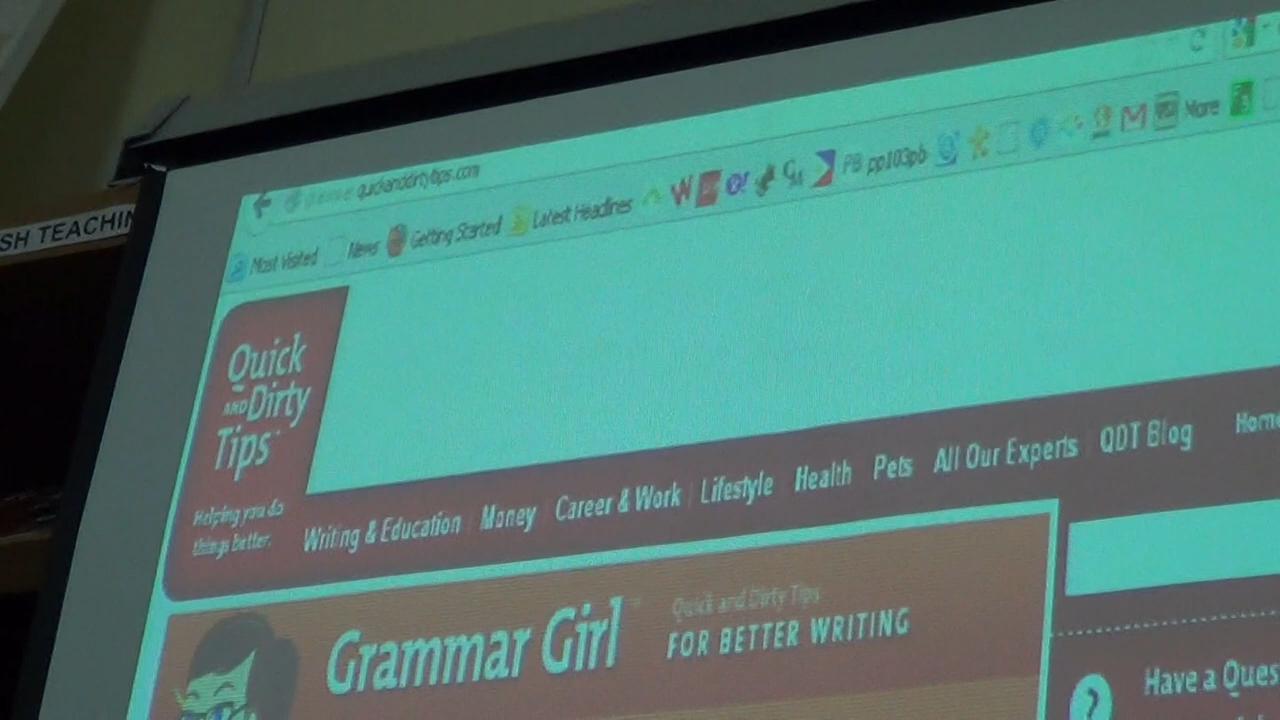 quickanddirtytips.com
Most Visited News Getting Started Latest Headlines W PB pp103pb More
SH TEACHIN
Quick
AND Dirty
Tips
Helping you do
things better.
Writing & Education Money Career & Work Lifestyle Health Pets All Our Experts QDT Blog Home
Grammar Girl
Quick and Dirty Tips
FOR BETTER WRITING
?
Have a Ques